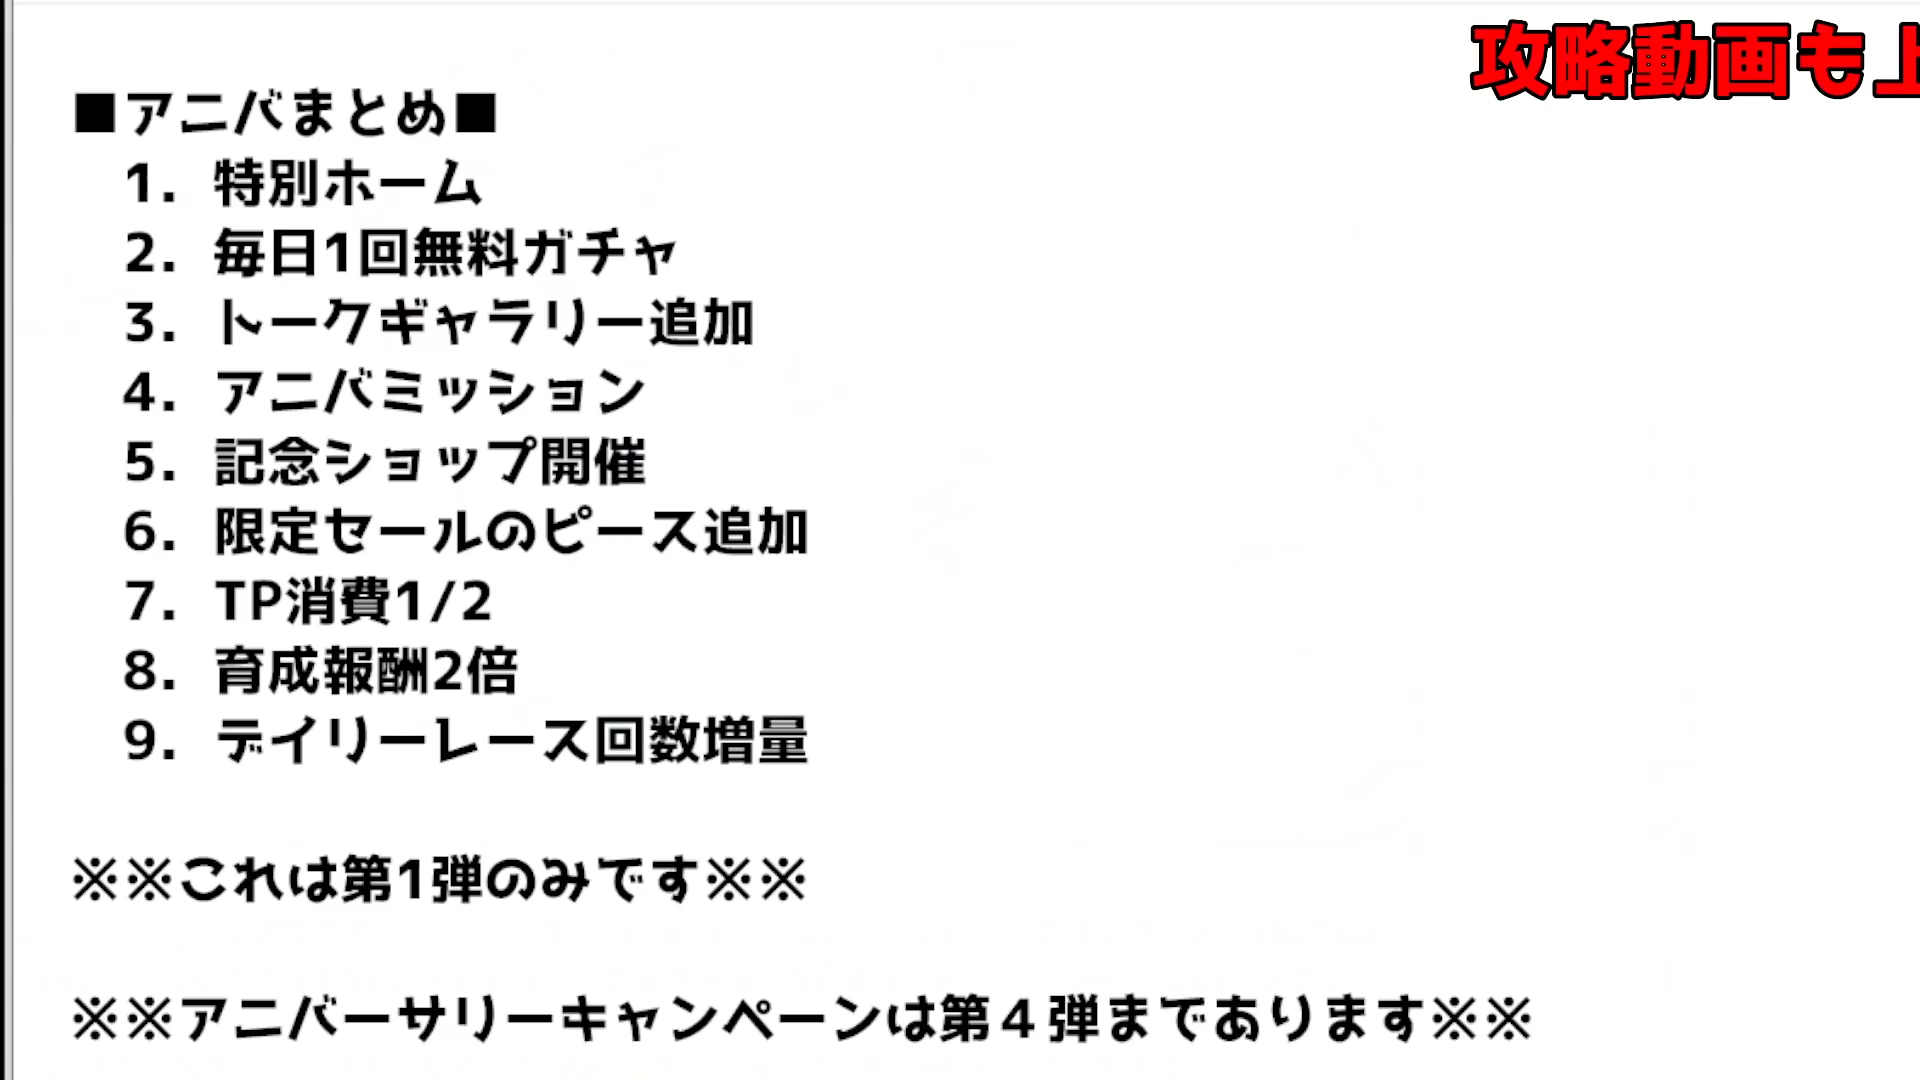 攻略動画も上
■アニバまとめ■
1. 特別ホーム
2. 毎日1回無料ガチャ
3. トークギャラリー追加
4. アニバミッション
5. 記念ショップ開催
6. 限定セールのピース追加
7. TP消費1/2
8. 育成報酬2倍
9. デイリーレース回数増量
※※これは第1弾のみです※※
※※アニバーサリーキャンペーンは第４弾まであります※※